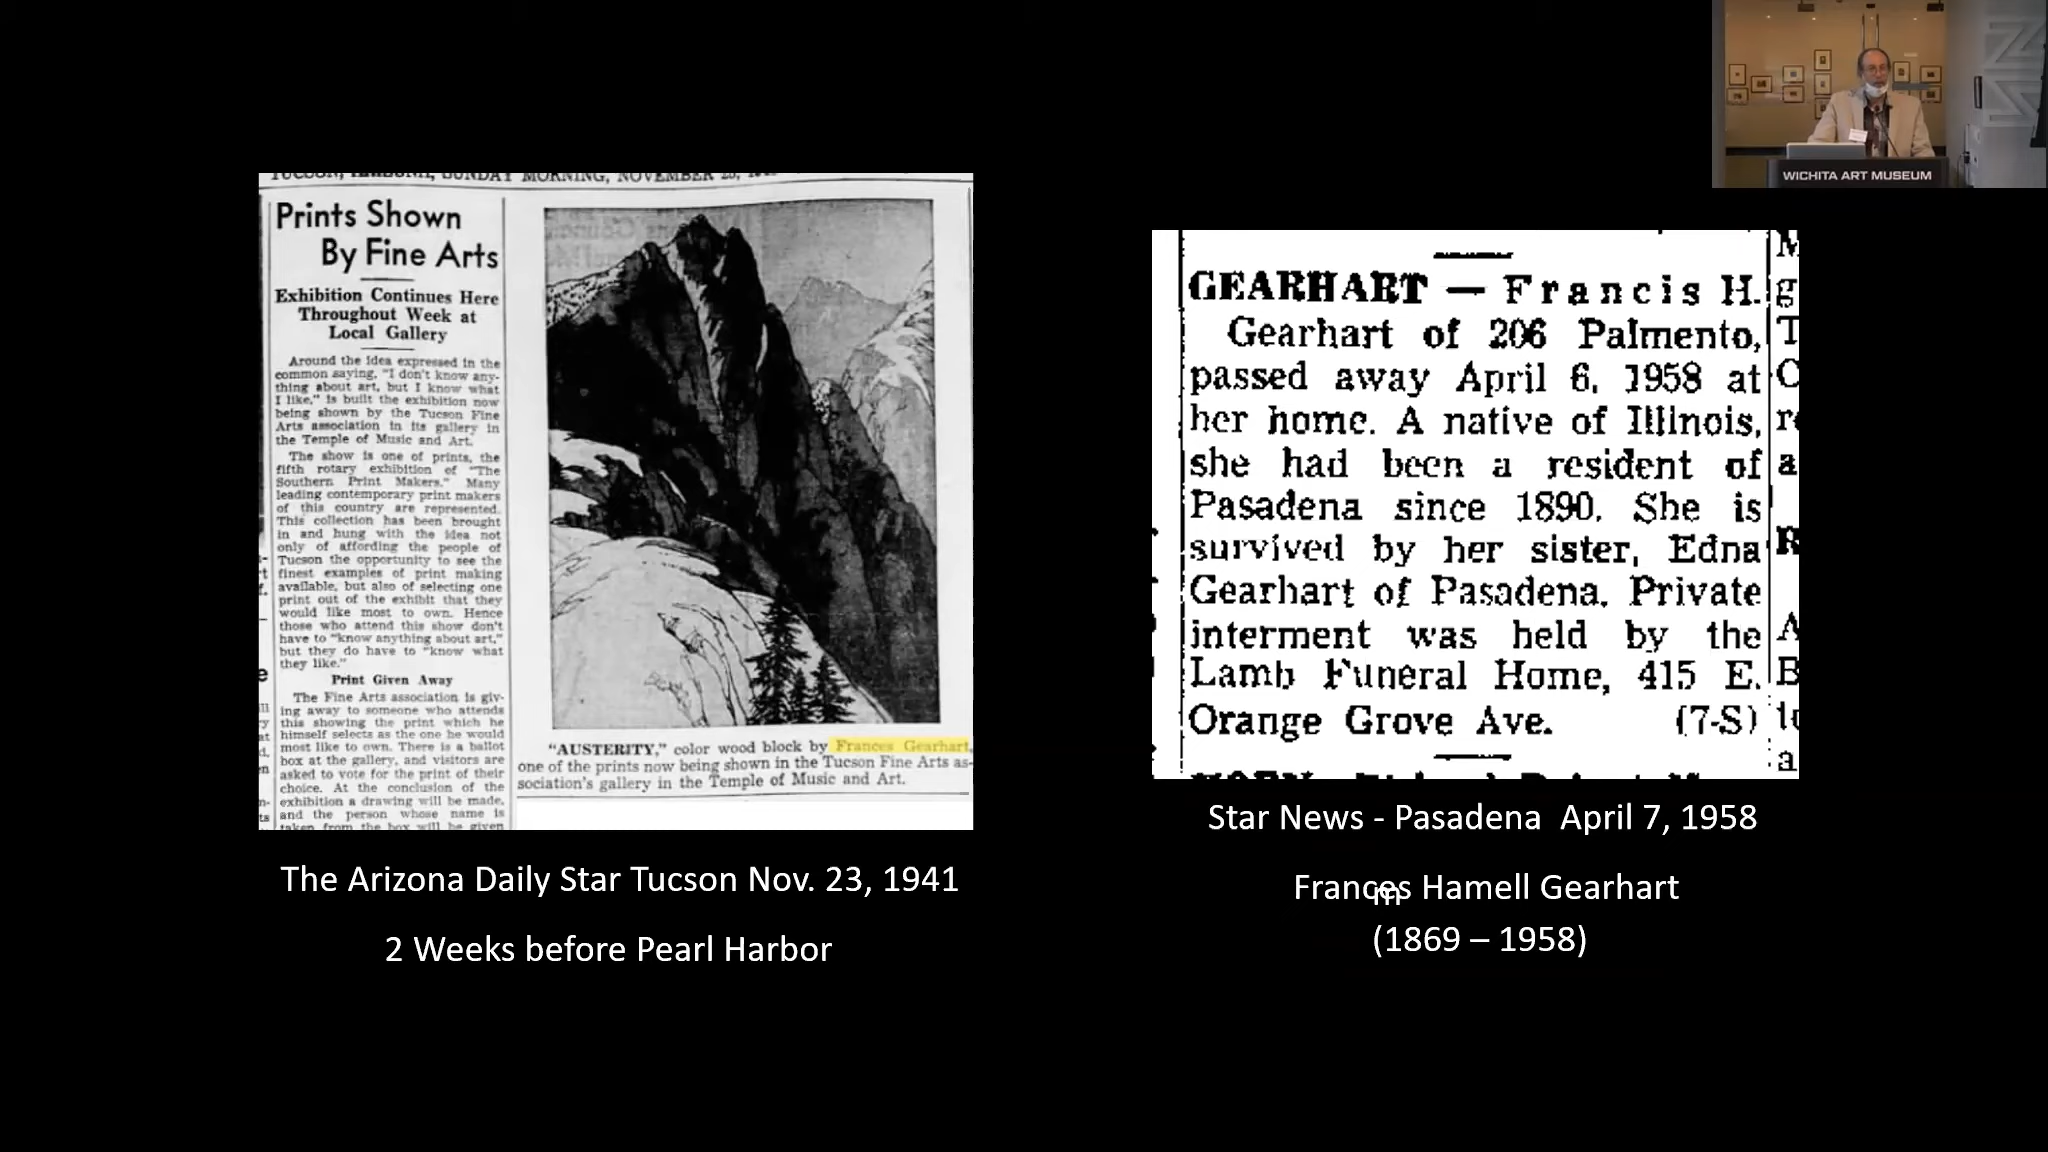 WICHITA ART MUSEUM
TUCSON, ARIZONA, SUNDAY MORNING, NOVEMBER 23,
Prints Shown
By Fine Arts
Exhibition Continues Here
Throughout Week at
Local Gallery
Around the idea expressed in the
common saying, "I don't know any-
thing about art, but I know what
I like," is built the exhibition now
being shown by the Tucson Fine
Arts association in its gallery in
the Temple of Music and Art.
The show is one of prints, the
fifth rotary exhibition of "The
Southern Print Makers." Many
leading contemporary print makers
of this country are represented.
This collection has been brought
in and hung with the idea not
only of affording the people of
Tucson the opportunity to see the
finest examples of print making
available, but also of selecting one
print out of the exhibit that they
would like most to own. Hence
those who attend this show don't
have to "know anything about art,"
but they do have to "know what
they like."
Print Given Away
The Fine Arts association is giv-
ing away to someone who attends
this showing the print which he
himself selects as the one he would
most like to own. There is a ballot
box at the gallery, and visitors are
asked to vote for the print of their
choice. At the conclusion of the
exhibition a drawing will be made,
and the person whose name is
taken from the box will be given
"AUSTERITY," color wood block by Frances Gearhart,
one of the prints now being shown in the Tucson Fine Arts as-
sociation's gallery in the Temple of Music and Art.
The Arizona Daily Star Tucson Nov. 23, 1941
2 Weeks before Pearl Harbor
GEARHART — Francis H.
Gearhart of 206 Palmento,
passed away April 6, 1958 at
her home. A native of Illinois,
she had been a resident of
Pasadena since 1890. She is
survived by her sister, Edna
Gearhart of Pasadena. Private
interment was held by the
Lamb Funeral Home, 415 E.
Orange Grove Ave. (7-S)
Star News - Pasadena April 7, 1958
Frances Hamell Gearhart
m
(1869 – 1958)